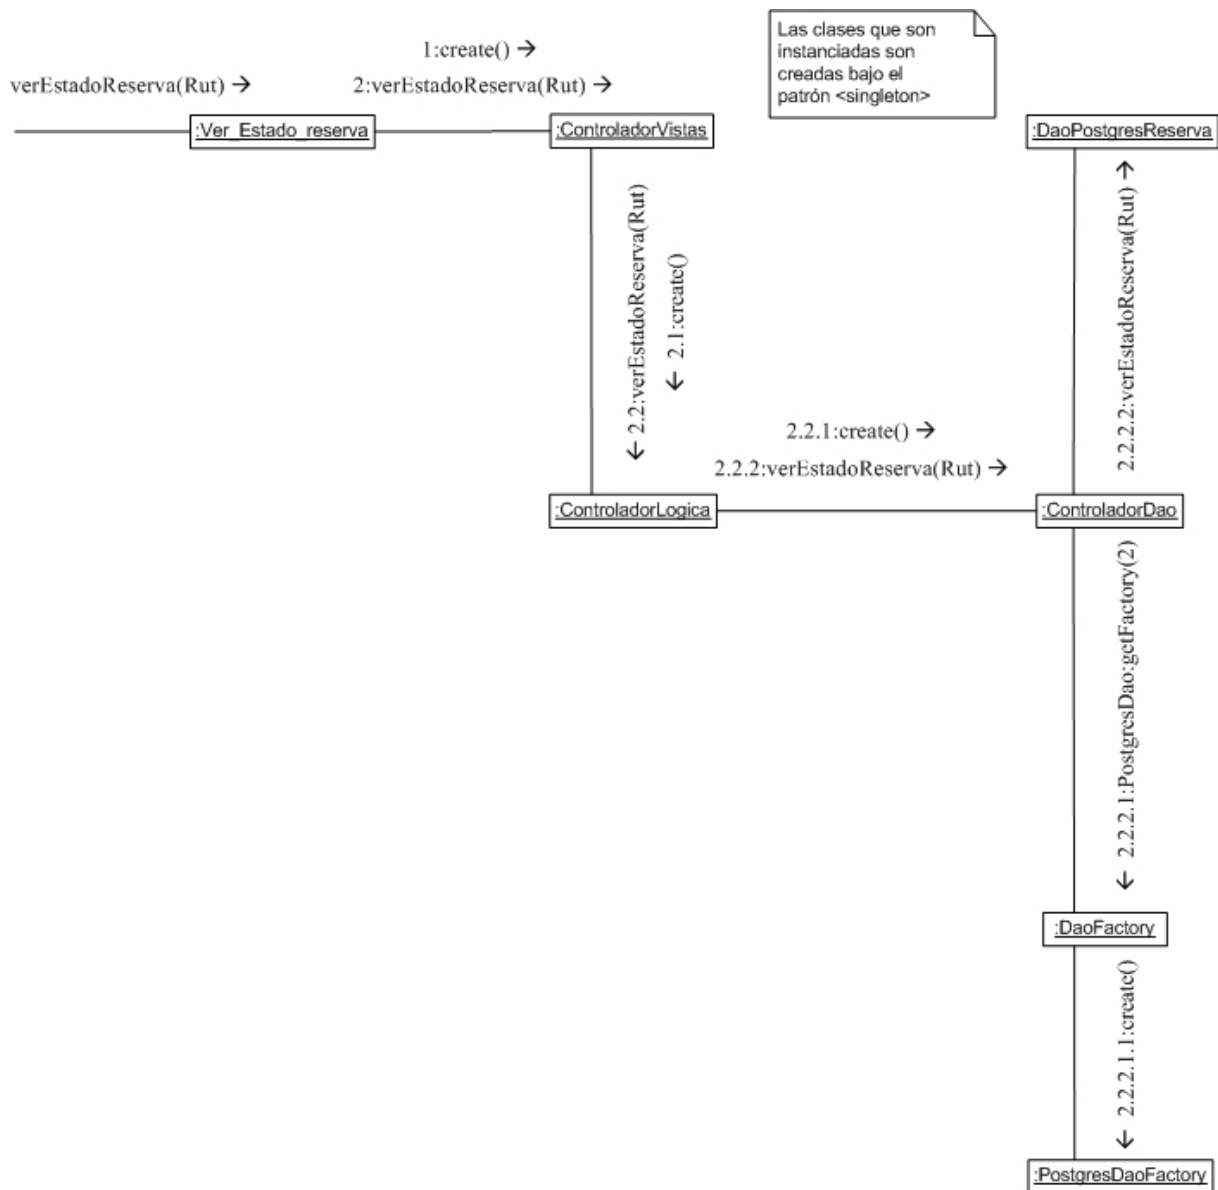 Las clases que son
instanciadas son
creadas bajo el
patrón <singleton>
1:create() →
verEstadoReserva(Rut) →
2:verEstadoReserva(Rut) →
:Ver_Estado_reserva
:ControladorVistas
:DaoPostgresReserva
← 2.2:verEstadoReserva(Rut)
← 2.1:create()
2.2.2.2:verEstadoReserva(Rut) →
2.2.1:create() →
2.2.2:verEstadoReserva(Rut) →
:ControladorLogica
:ControladorDao
← 2.2.2.1:PostgresDao:getFactory(2)
:DaoFactory
← 2.2.2.1.1:create()
:PostgresDaoFactory